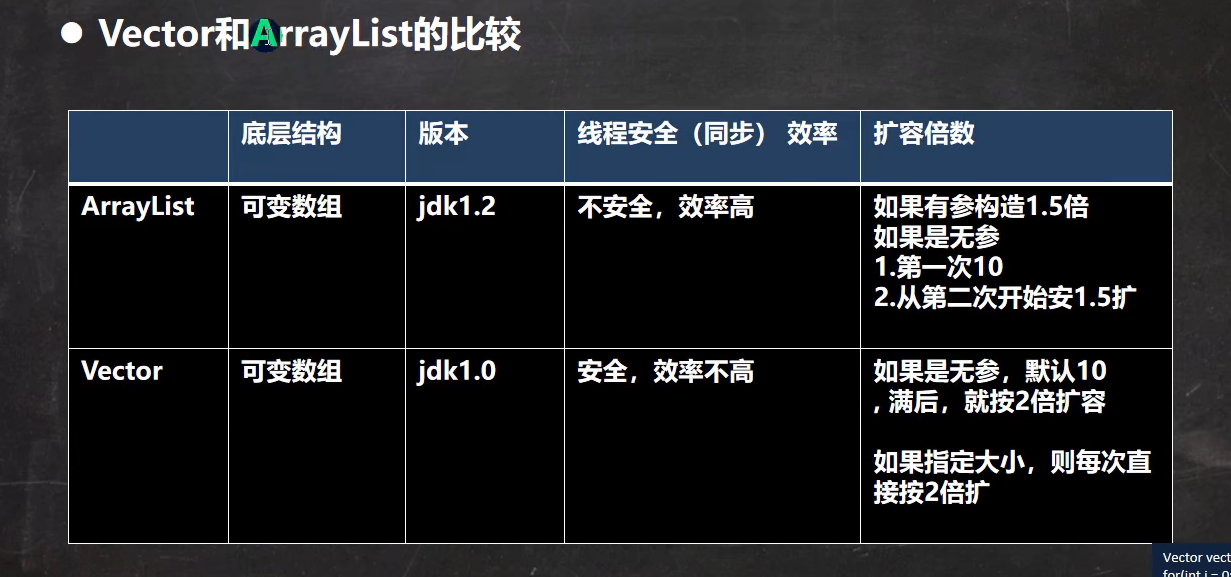 Vector和ArrayList的比较
底层结构
版本
线程安全（同步） 效率
扩容倍数
ArrayList
可变数组
jdk1.2
不安全，效率高
如果有参构造1.5倍
如果是无参
1.第一次10
2.从第二次开始安1.5扩
Vector
可变数组
jdk1.0
安全，效率不高
如果是无参，默认10
, 满后，就按2倍扩容
如果指定大小，则每次直
接按2倍扩
Vector vect
for(int i = 0